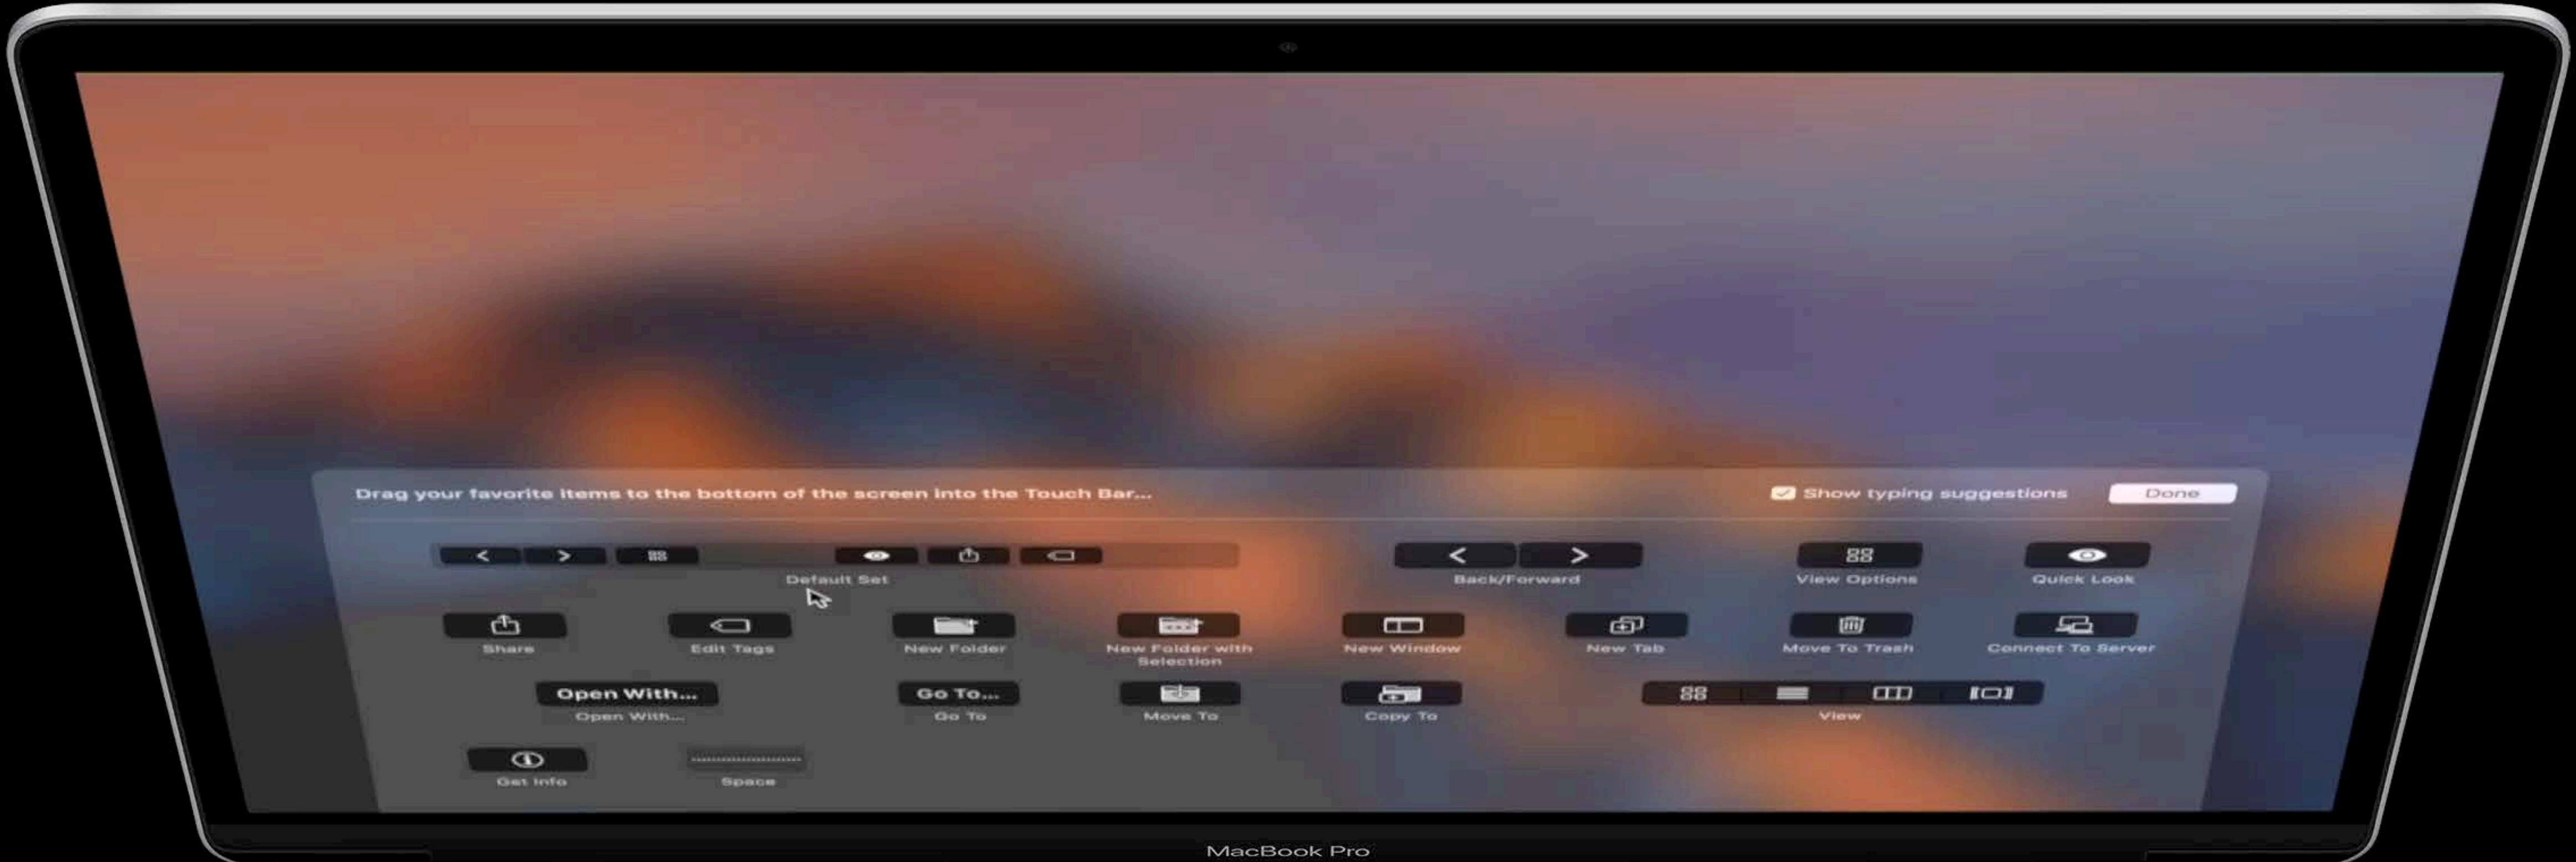 Drag your favorite items to the bottom of the screen into the Touch Bar...
Show typing suggestions
Done
Default Set
Back/Forward
View Options
Quick Look
Share
Edit Tags
New Folder
New Folder with
Selection
New Window
New Tab
Move To Trash
Connect To Server
Open With...
Go To...
Open With...
Go To
Move To
Copy To
View
Get Info
Space
MacBook Pro